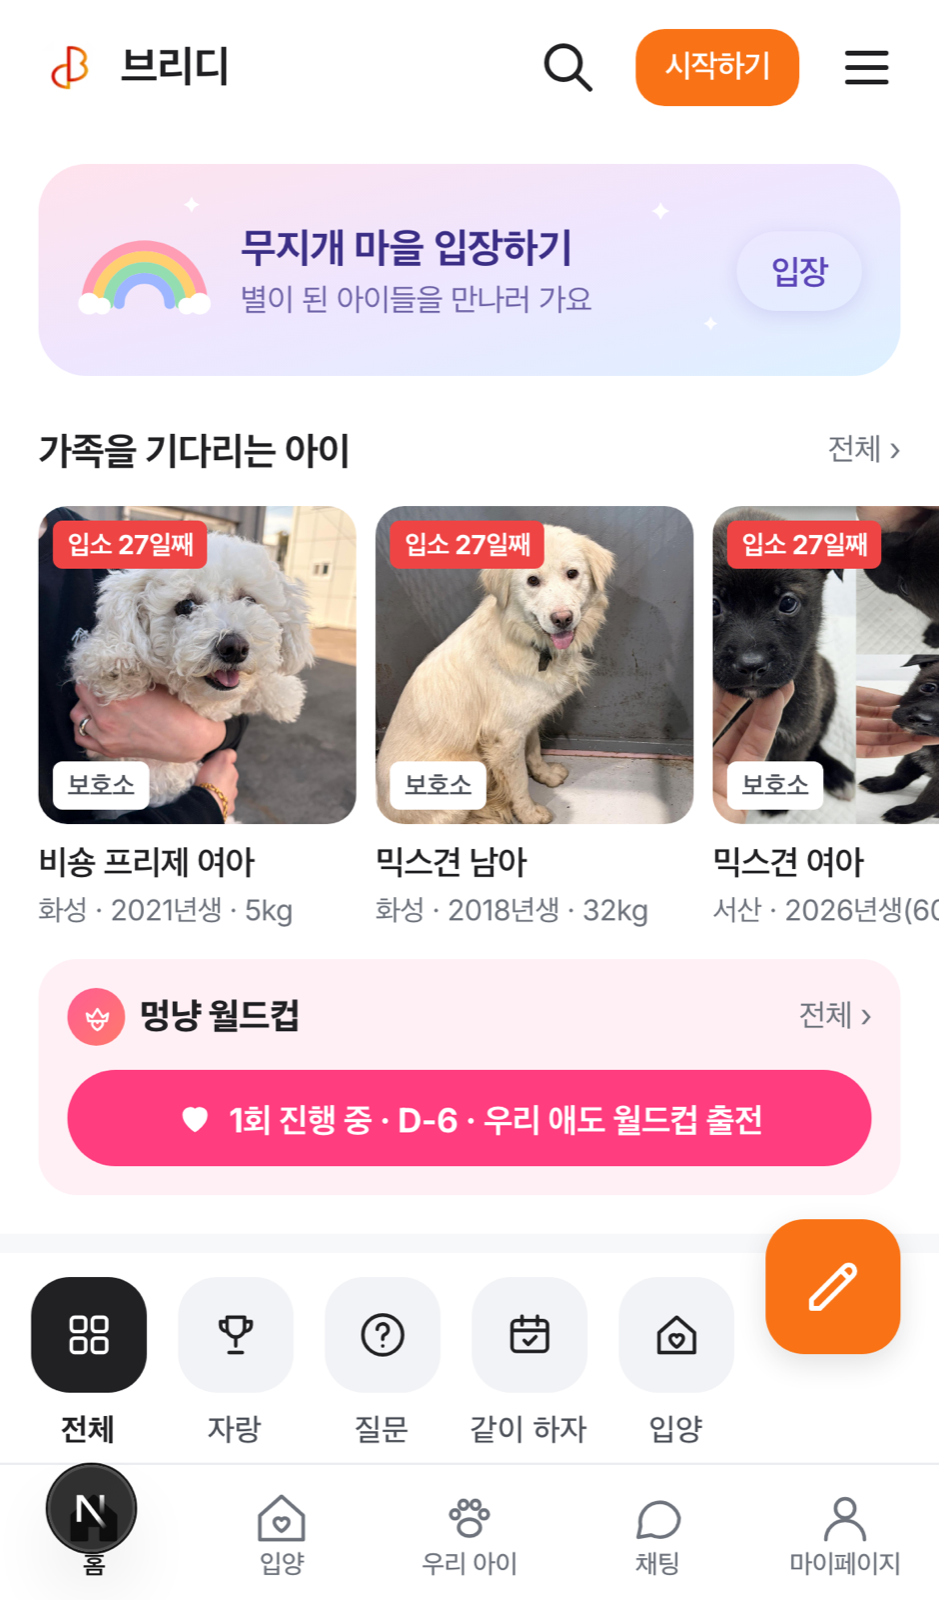 브리디
시작하기
무지개 마을 입장하기
별이 된 아이들을 만나러 가요
입장
가족을 기다리는 아이
전체 ›
입소 27일째
입소 27일째
입소 27일째
보호소
보호소
보호소
비숑 프리제 여아
믹스견 남아
믹스견 여아
화성 · 2021년생 · 5kg
화성 · 2018년생 · 32kg
서산 · 2026년생(60
멍냥 월드컵
전체 ›
1회 진행 중 · D-6 · 우리 애도 월드컵 출전
전체
자랑
질문
같이 하자
입양
N
홈
입양
우리 아이
채팅
마이페이지